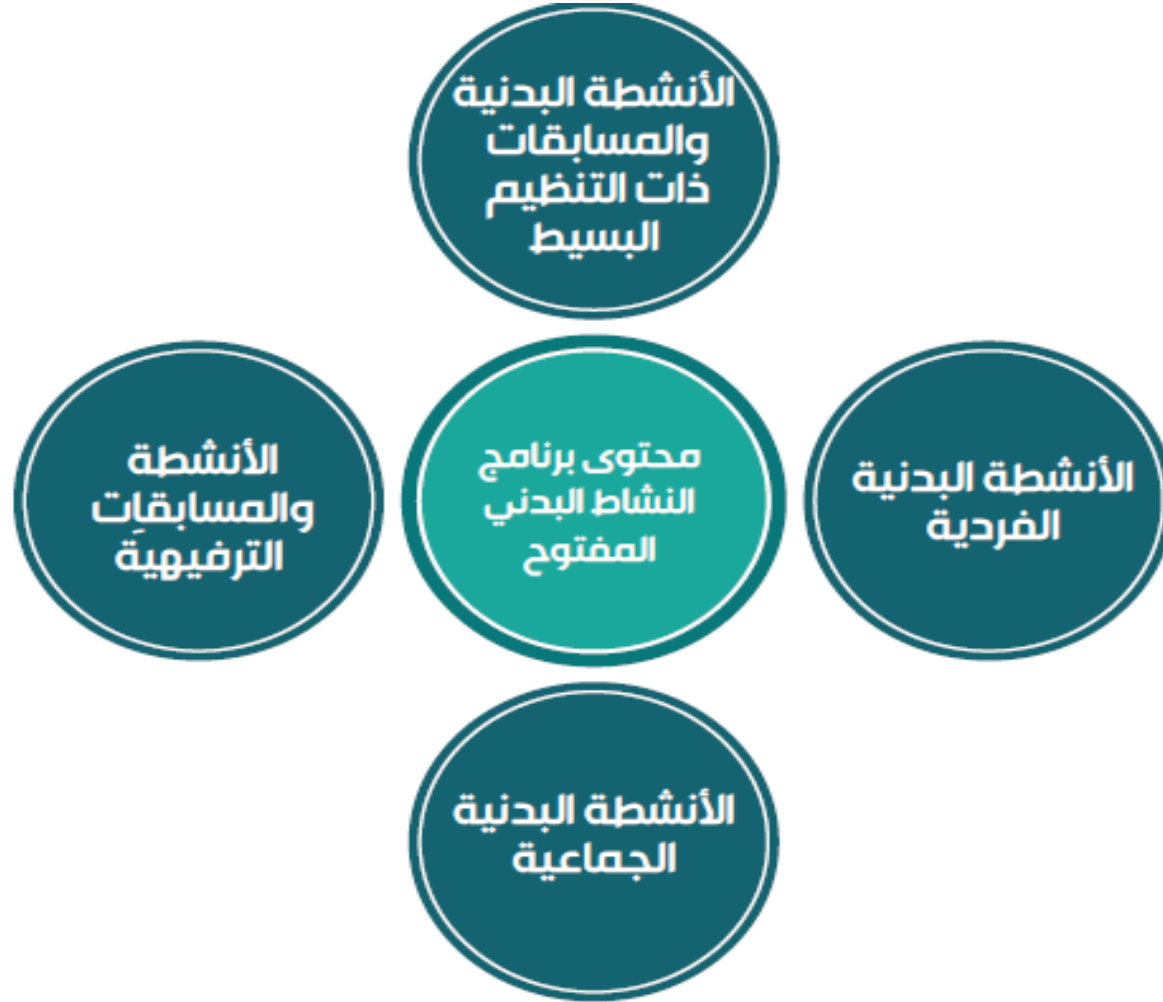 الأنشطة البدنية
والمسابقات
ذات التنظيم
البسيط
الأنشطة البدنية
الفردية
محتوى برنامج
النشاط البدني
المفتوح
الأنشطة
والمسابقاِت
الترفيهية
الأنشطة البدنية
الجماعية